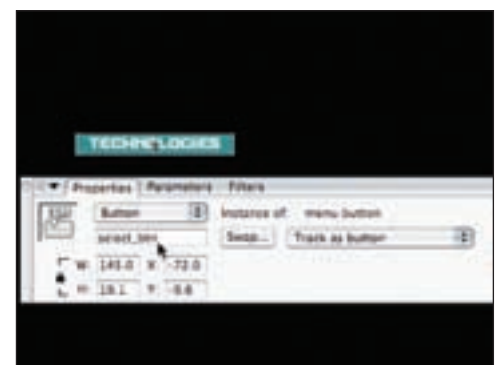 TECHNOLOGIES
Properties Parameters Filters
Button Instance of: menu button
select_btn Swap... Track as button
W: 145.0 X: -72.0
H: 19.1 Y: -9.6